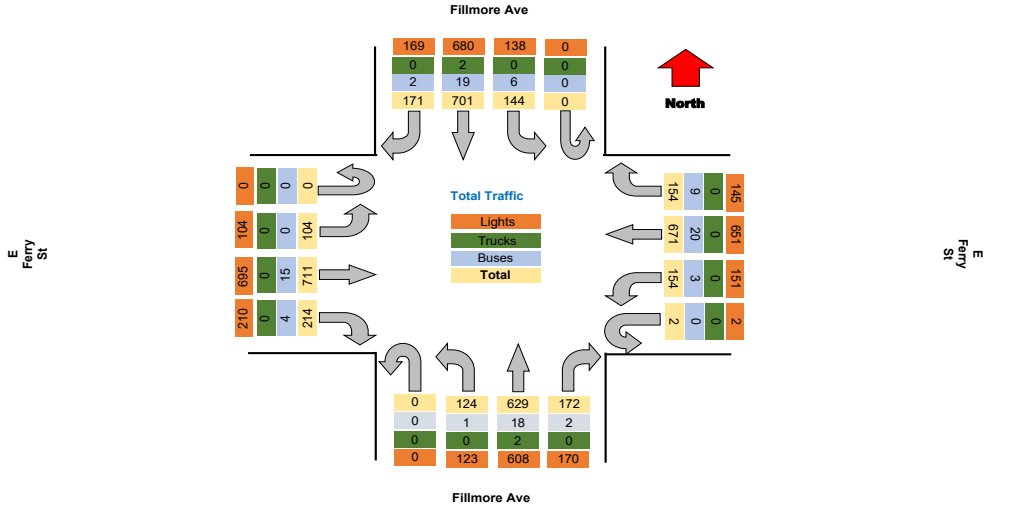 Fillmore Ave
169 680 138 0
0 2 0 0
2 19 6 0
171 701 144 0
North
0 0 0 0
104 0 0 104
695 0 15 711
210 0 4 214
E
Ferry
St
Total Traffic
Lights
Trucks
Buses
Total
154 9 0 145
671 20 0 651
154 3 0 151
2 0 0 2
E
Ferry
St
0 124 629 172
0 1 18 2
0 0 2 0
0 123 608 170
Fillmore Ave